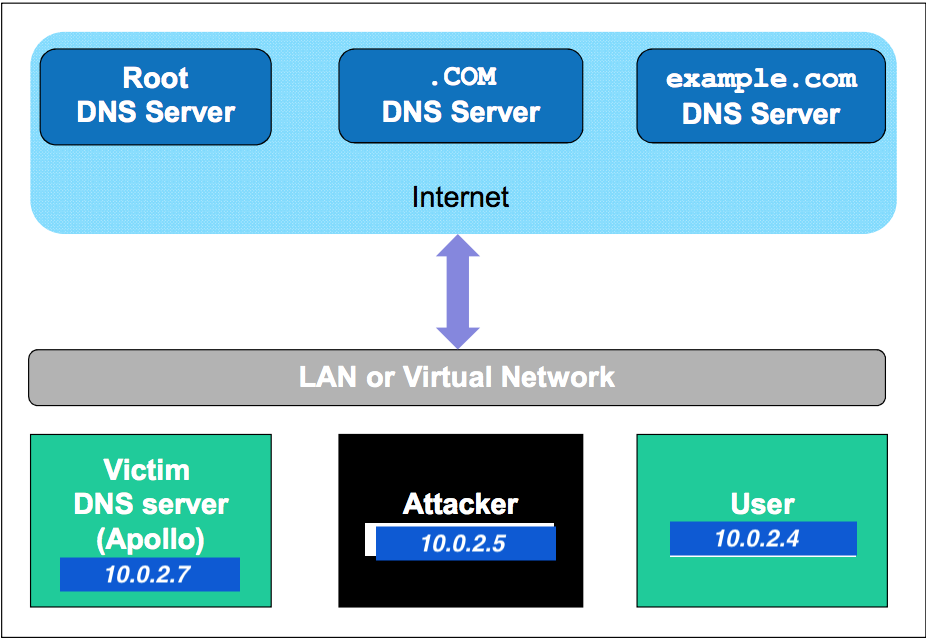 Root
DNS Server
.COM
DNS Server
example.com
DNS Server
Internet
LAN or Virtual Network
Victim
DNS server
(Apollo)
10.0.2.7
Attacker
10.0.2.5
User
10.0.2.4